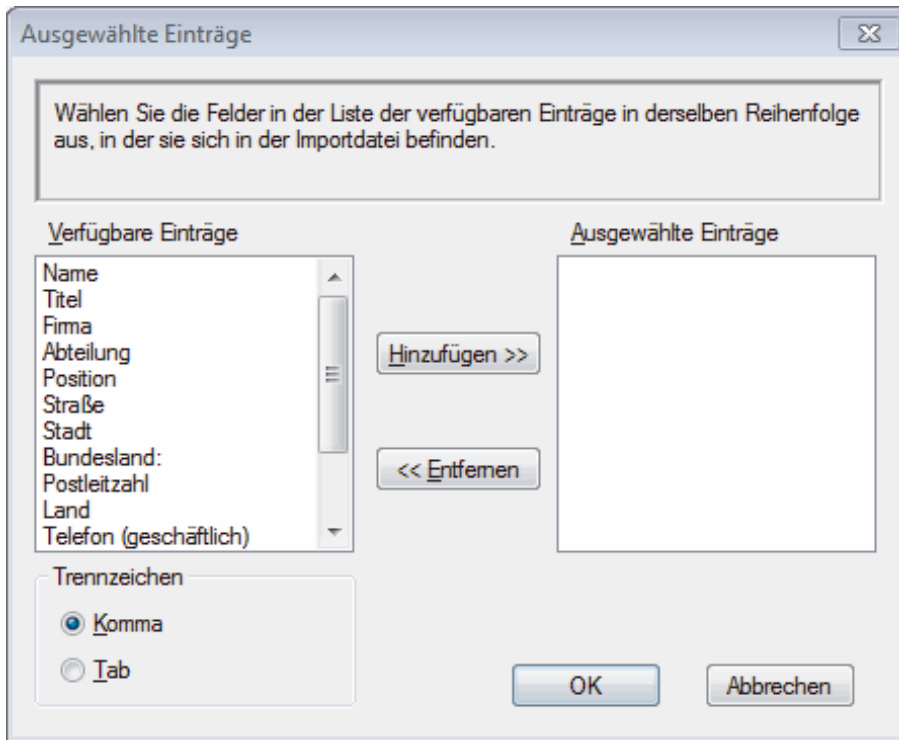 Ausgewählte Einträge
Wählen Sie die Felder in der Liste der verfügbaren Einträge in derselben Reihenfolge
aus, in der sie sich in der Importdatei befinden.
Verfügbare Einträge
Ausgewählte Einträge
Name
Titel
Firma
Abteilung
Position
Straße
Stadt
Bundesland:
Postleitzahl
Land
Telefon (geschäftlich)
Hinzufügen >>
<< Entfernen
Trennzeichen
Komma
Tab
OK
Abbrechen